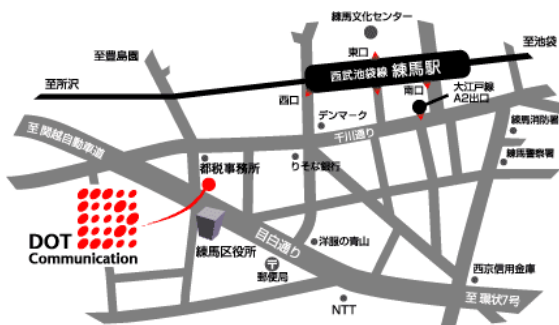 練馬文化センター
至豊島園
東口
至池袋
西武池袋線 練馬駅
至所沢
西口
南口
大江戸線
A2出口
デンマーク
千川通り
練馬消防署
至 関越自動車道
都税事務所
りそな銀行
練馬警察署
DOT
Communication
練馬区役所
目白通り
洋服の青山
〒
郵便局
西京信用金庫
至 環状7号
NTT